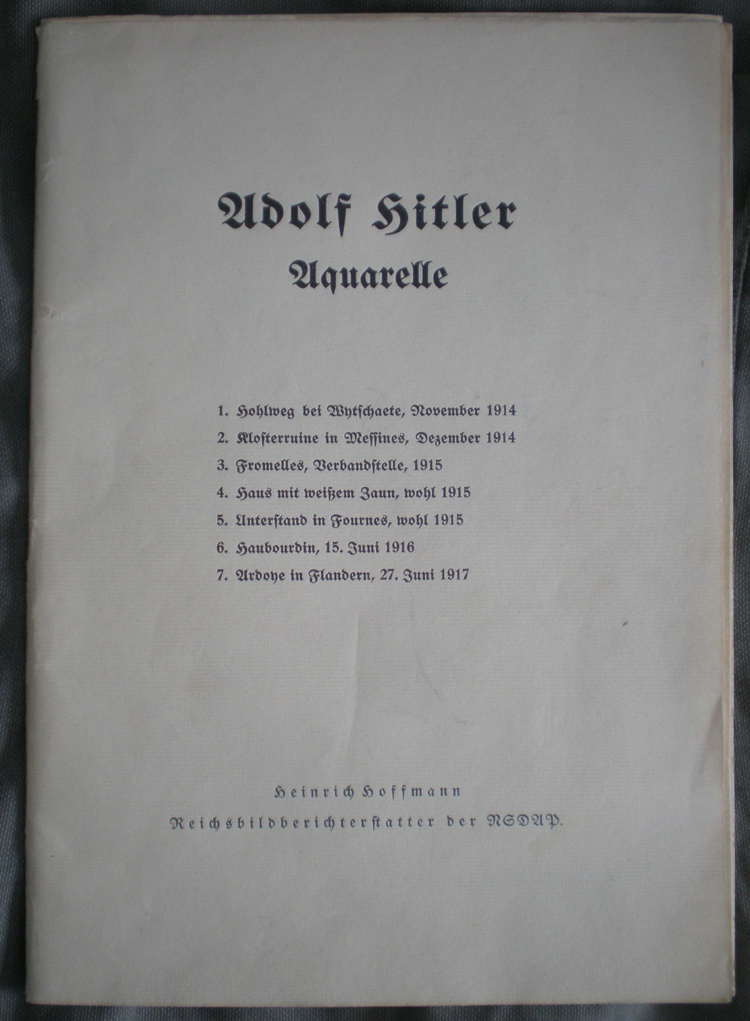 Adolf Hitler
Aquarelle
1. Hohlweg bei Wytschaete, November 1914
2. Klosterruine in Messines, Dezember 1914
3. Fromelles, Verbandstelle, 1915
4. Haus mit weißem Zaun, wohl 1915
5. Unterstand in Fournes, wohl 1915
6. Haubourdin, 15. Juni 1916
7. Ardoye in Flandern, 27. Juni 1917
Heinrich Hoffmann
Reichsbildberichterstatter der NSDAP.